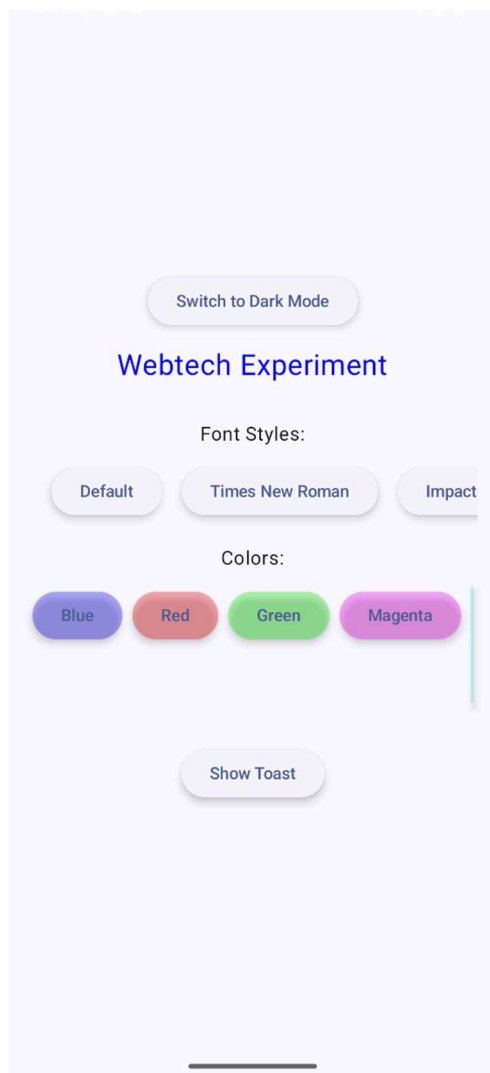 Switch to Dark Mode
Webtech Experiment
Font Styles:
Default Times New Roman Impact
Colors:
Blue Red Green Magenta
Show Toast